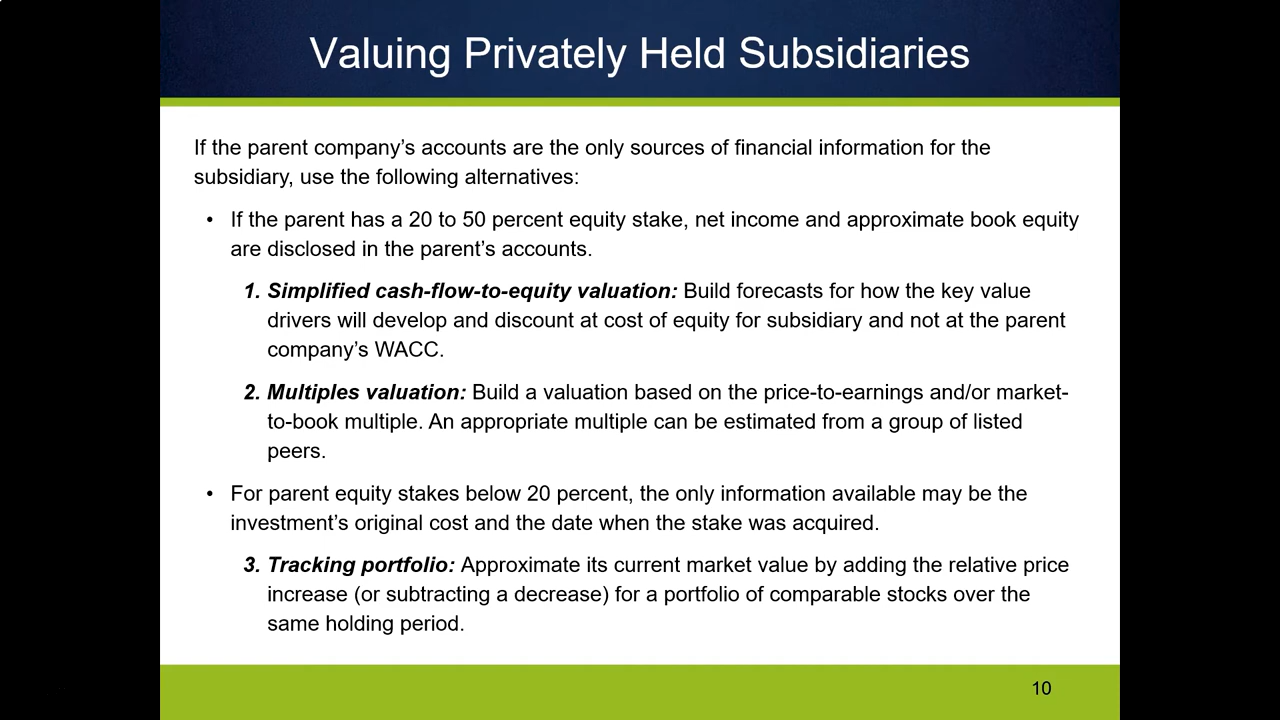 Valuing Privately Held Subsidiaries
If the parent company’s accounts are the only sources of financial information for the
subsidiary, use the following alternatives:
• If the parent has a 20 to 50 percent equity stake, net income and approximate book equity
are disclosed in the parent’s accounts.
1. Simplified cash-flow-to-equity valuation: Build forecasts for how the key value
drivers will develop and discount at cost of equity for subsidiary and not at the parent
company’s WACC.
2. Multiples valuation: Build a valuation based on the price-to-earnings and/or market-
to-book multiple. An appropriate multiple can be estimated from a group of listed
peers.
• For parent equity stakes below 20 percent, the only information available may be the
investment’s original cost and the date when the stake was acquired.
3. Tracking portfolio: Approximate its current market value by adding the relative price
increase (or subtracting a decrease) for a portfolio of comparable stocks over the
same holding period.
10